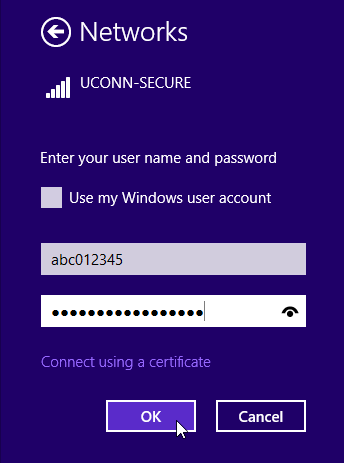 Networks
UCONN-SECURE
Enter your user name and password
Use my Windows user account
abc012345
●●●●●●●●●●●●●●●●●
Connect using a certificate
OK Cancel